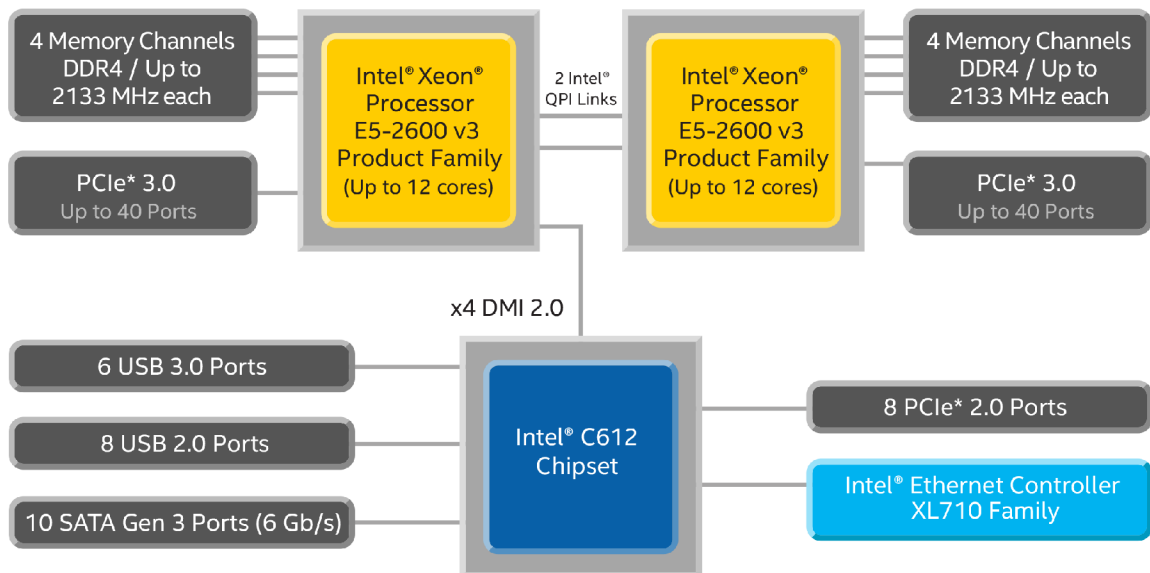 4 Memory Channels
DDR4 / Up to
2133 MHz each
Intel® Xeon®
Processor
E5-2600 v3
Product Family
(Up to 12 cores)
2 Intel®
QPI Links
Intel® Xeon®
Processor
E5-2600 v3
Product Family
(Up to 12 cores)
4 Memory Channels
DDR4 / Up to
2133 MHz each
PCIe* 3.0
Up to 40 Ports
PCIe* 3.0
Up to 40 Ports
x4 DMI 2.0
6 USB 3.0 Ports
8 USB 2.0 Ports
10 SATA Gen 3 Ports (6 Gb/s)
Intel® C612
Chipset
8 PCIe* 2.0 Ports
Intel® Ethernet Controller
XL710 Family